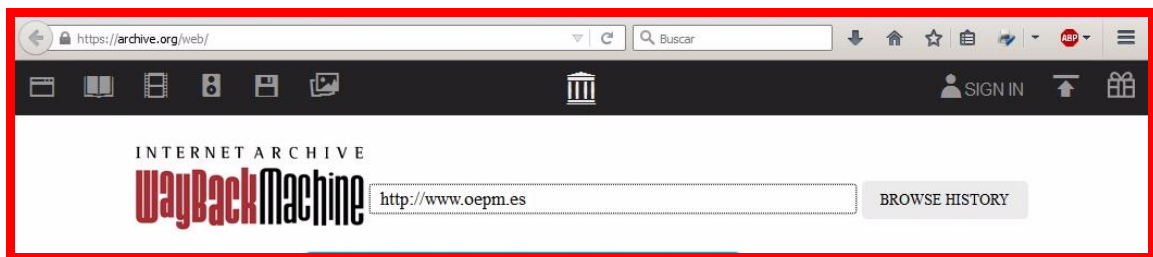 https://archive.org/web/
Buscar
ABP
SIGN IN
INTERNET ARCHIVE
WayBackMachine
http://www.oepm.es
BROWSE HISTORY